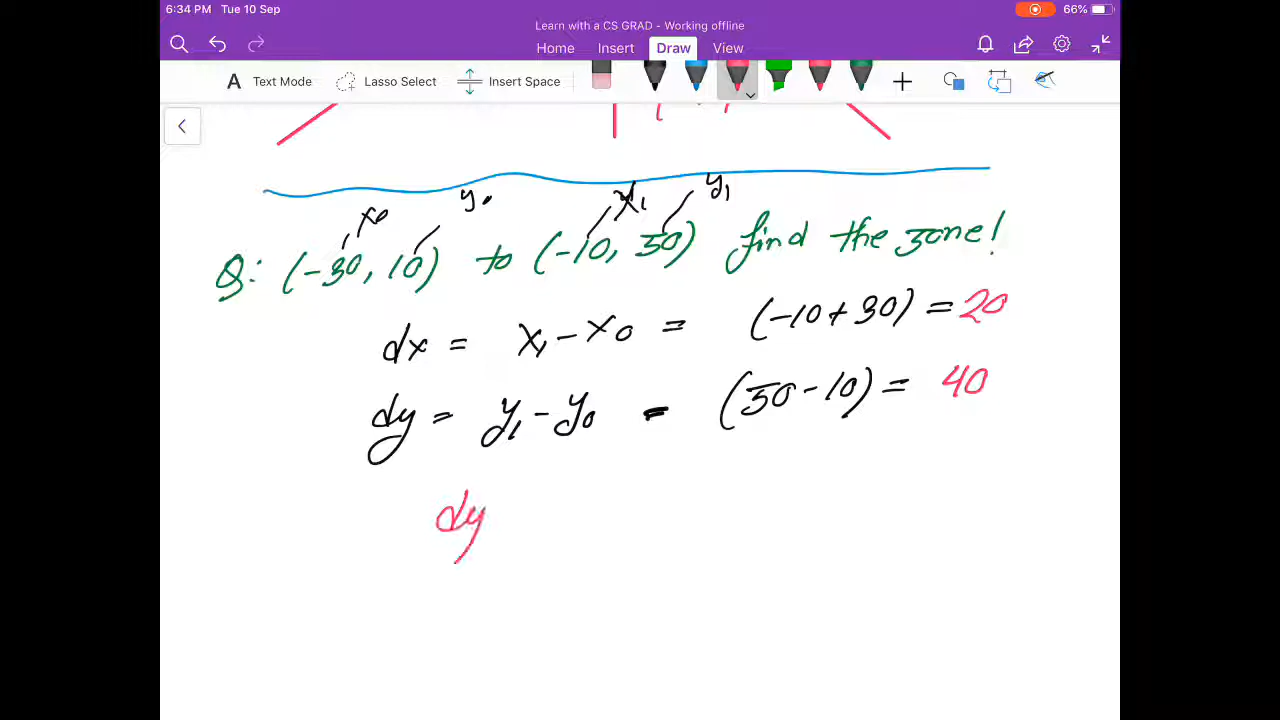 6:34 PM Tue 10 Sep 66%
Learn with a CS GRAD - Working offline
Home Insert Draw View
A Text Mode Lasso Select Insert Space
x0 y0 x1 y1
Q: (-30, 10) to (-10, 50) find the zone!
dx = x1 - x0 = (-10+30) = 20
dy = y1 - y0 = (50-10) = 40
dy